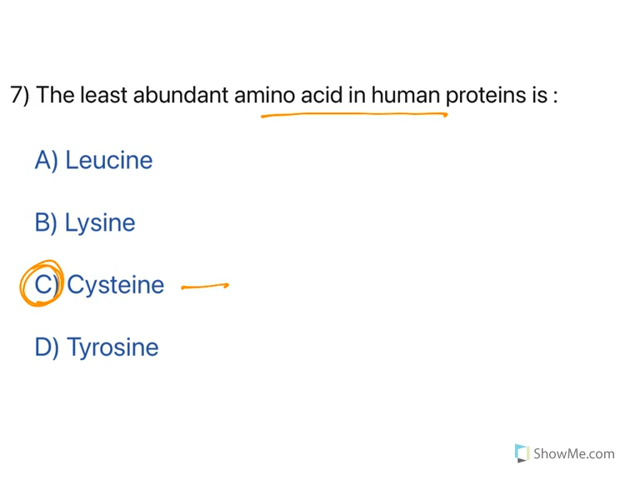 7) The least abundant amino acid in human proteins is :
A) Leucine
B) Lysine
C) Cysteine
D) Tyrosine
ShowMe.com